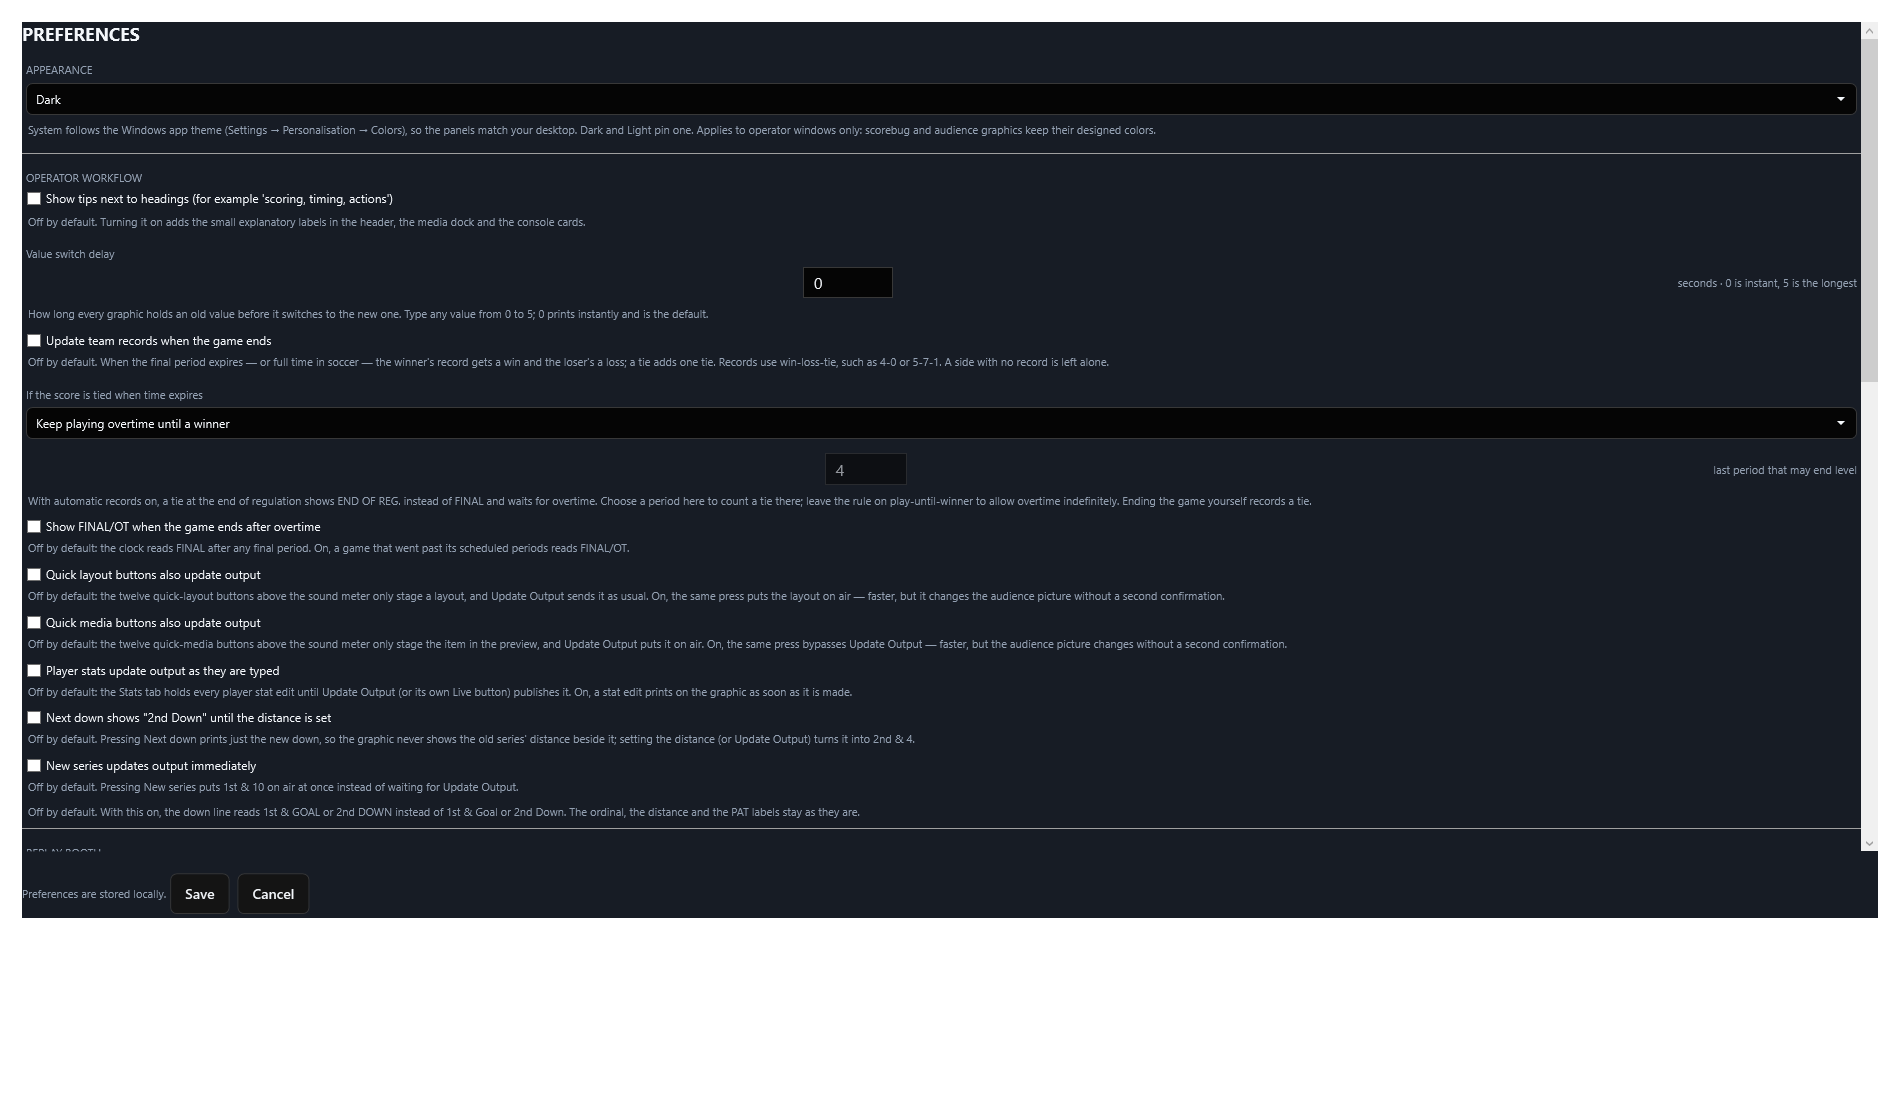 PREFERENCES
APPEARANCE
Dark
System follows the Windows app theme (Settings → Personalisation → Colors), so the panels match your desktop. Dark and Light pin one. Applies to operator windows only: scorebug and audience graphics keep their designed colors.
OPERATOR WORKFLOW
Show tips next to headings (for example 'scoring, timing, actions')
Off by default. Turning it on adds the small explanatory labels in the header, the media dock and the console cards.
Value switch delay
0
seconds · 0 is instant, 5 is the longest
How long every graphic holds an old value before it switches to the new one. Type any value from 0 to 5; 0 prints instantly and is the default.
Update team records when the game ends
Off by default. When the final period expires — or full time in soccer — the winner's record gets a win and the loser's a loss; a tie adds one tie. Records use win-loss-tie, such as 4-0 or 5-7-1. A side with no record is left alone.
If the score is tied when time expires
Keep playing overtime until a winner
4
last period that may end level
With automatic records on, a tie at the end of regulation shows END OF REG. instead of FINAL and waits for overtime. Choose a period here to count a tie there; leave the rule on play-until-winner to allow overtime indefinitely. Ending the game yourself records a tie.
Show FINAL/OT when the game ends after overtime
Off by default: the clock reads FINAL after any final period. On, a game that went past its scheduled periods reads FINAL/OT.
Quick layout buttons also update output
Off by default: the twelve quick-layout buttons above the sound meter only stage a layout, and Update Output sends it as usual. On, the same press puts the layout on air — faster, but it changes the audience picture without a second confirmation.
Quick media buttons also update output
Off by default: the twelve quick-media buttons above the sound meter only stage the item in the preview, and Update Output puts it on air. On, the same press bypasses Update Output — faster, but the audience picture changes without a second confirmation.
Player stats update output as they are typed
Off by default: the Stats tab holds every player stat edit until Update Output (or its own Live button) publishes it. On, a stat edit prints on the graphic as soon as it is made.
Next down shows "2nd Down" until the distance is set
Off by default. Pressing Next down prints just the new down, so the graphic never shows the old series' distance beside it; setting the distance (or Update Output) turns it into 2nd & 4.
New series updates output immediately
Off by default. Pressing New series puts 1st & 10 on air at once instead of waiting for Update Output.
Off by default. With this on, the down line reads 1st & GOAL or 2nd DOWN instead of 1st & Goal or 2nd Down. The ordinal, the distance and the PAT labels stay as they are.
REPLAY BOOTH
Preferences are stored locally.
Save
Cancel